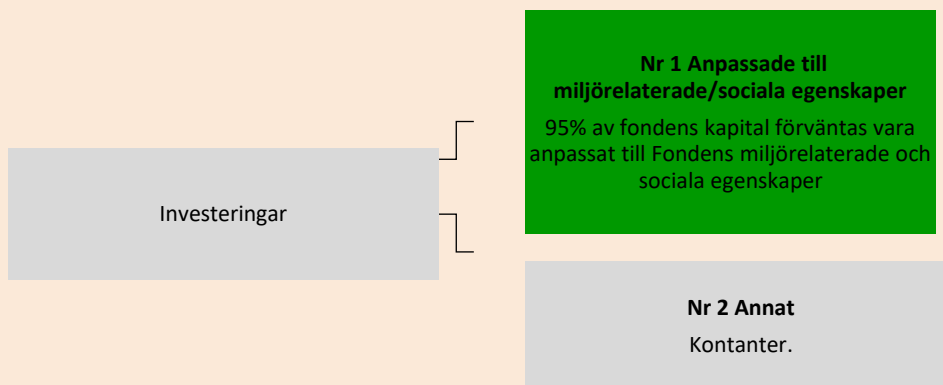 Nr 1 Anpassade till
miljörelaterade/sociala egenskaper
95% av fondens kapital förväntas vara
anpassat till Fondens miljörelaterade och
sociala egenskaper
Investeringar
Nr 2 Annat
Kontanter.